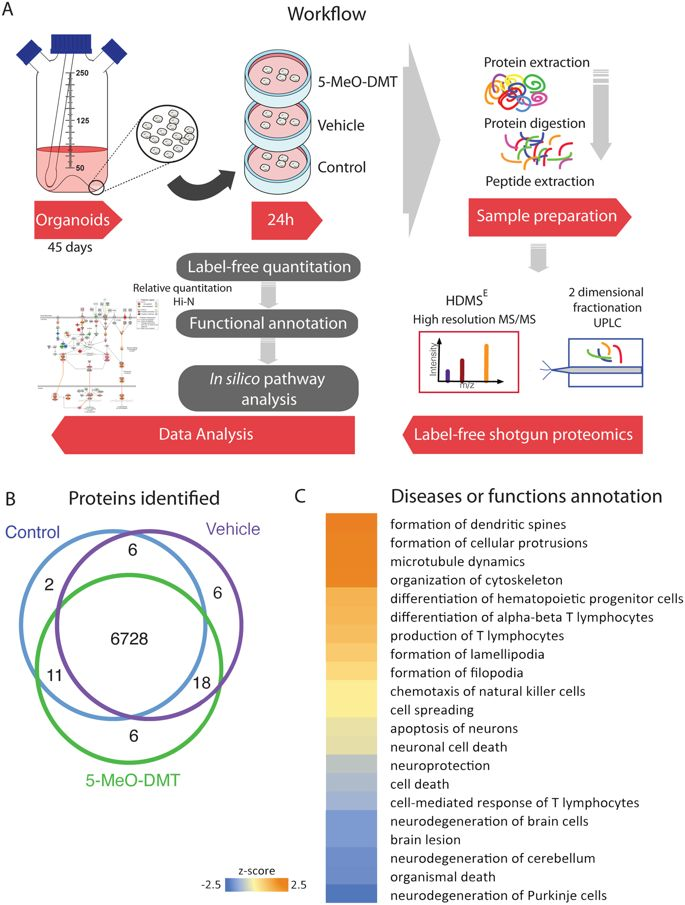 A
Workflow
250
125
50
5-MeO-DMT
Vehicle
Control
Protein extraction
Protein digestion
Peptide extraction
Organoids
45 days
24h
Sample preparation
Label-free quantitation
Relative quantitation
Hi-N
Functional annotation
In silico pathway
analysis
Data Analysis
HDMSE
High resolution MS/MS
Intensity
m/z
2 dimensional
fractionation
UPLC
Label-free shotgun proteomics
B
Proteins identified
Control
Vehicle
6
2
6
6728
11
18
6
5-MeO-DMT
C
Diseases or functions annotation
formation of dendritic spines
formation of cellular protrusions
microtubule dynamics
organization of cytoskeleton
differentiation of hematopoietic progenitor cells
differentiation of alpha-beta T lymphocytes
production of T lymphocytes
formation of lamellipodia
formation of filopodia
chemotaxis of natural killer cells
cell spreading
apoptosis of neurons
neuronal cell death
neuroprotection
cell death
cell-mediated response of T lymphocytes
neurodegeneration of brain cells
brain lesion
neurodegeneration of cerebellum
organismal death
neurodegeneration of Purkinje cells
z-score
-2.5
2.5